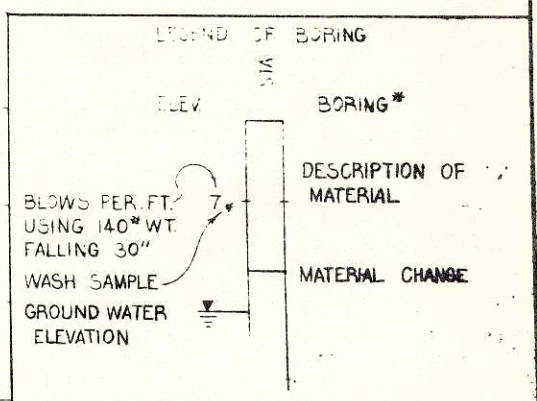 LEGEND OF BORING
STA
ELEV. BORING*
DESCRIPTION OF
MATERIAL
BLOWS PER. FT. 7
USING 140* WT.
FALLING 30"
WASH SAMPLE
MATERIAL CHANGE
GROUND WATER
ELEVATION